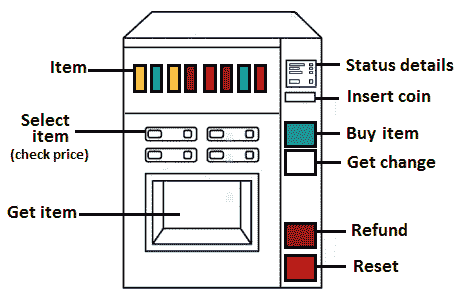 Item
Select
item
(check price)
Get item
Status details
Insert coin
Buy item
Get change
Refund
Reset